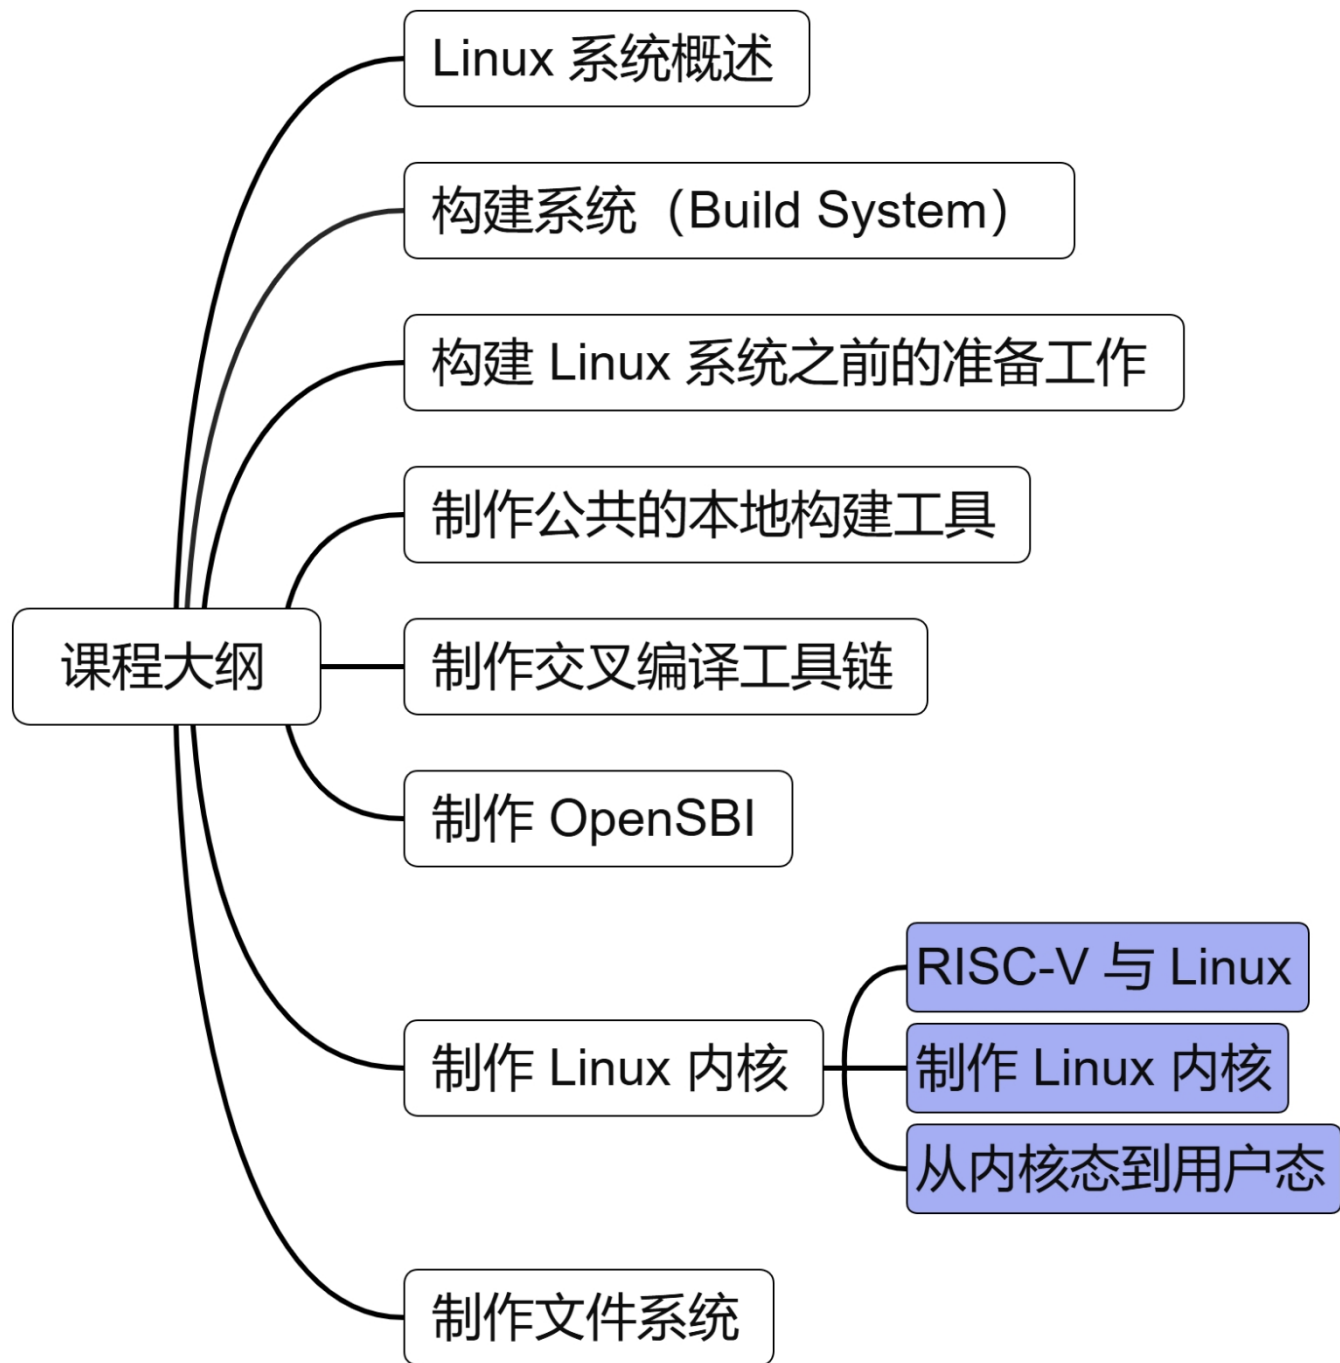 Linux 系统概述
构建系统（Build System）
构建 Linux 系统之前的准备工作
制作公共的本地构建工具
课程大纲
制作交叉编译工具链
制作 OpenSBI
制作 Linux 内核
RISC-V 与 Linux
制作 Linux 内核
从内核态到用户态
制作文件系统